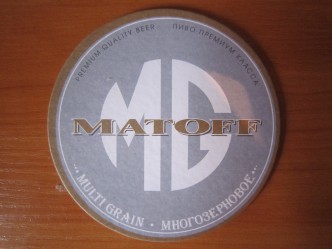 PREMIUM QUALITY BEER
ПИВО ПРЕМИУМ КЛАССА
MG
MATOFF
...MULTI GRAIN • МНОГОЗЕРНОВОЕ...